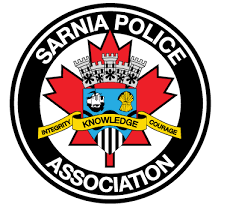 SARNIA POLICE
INTEGRITY KNOWLEDGE COURAGE
ASSOCIATION